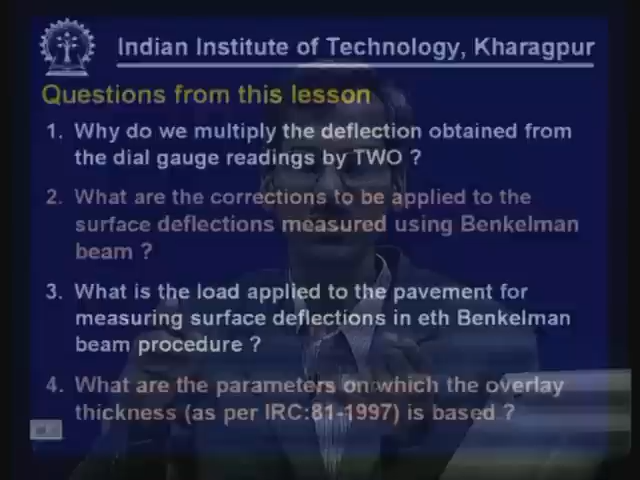 Indian Institute of Technology, Kharagpur
Questions from this lesson
1. Why do we multiply the deflection obtained from
the dial gauge readings by TWO ?
2. What are the corrections to be applied to the
surface deflections measured using Benkelman
beam ?
3. What is the load applied to the pavement for
measuring surface deflections in eth Benkelman
beam procedure ?
4. What are the parameters on which the overlay
thickness (as per IRC:81-1997) is based ?